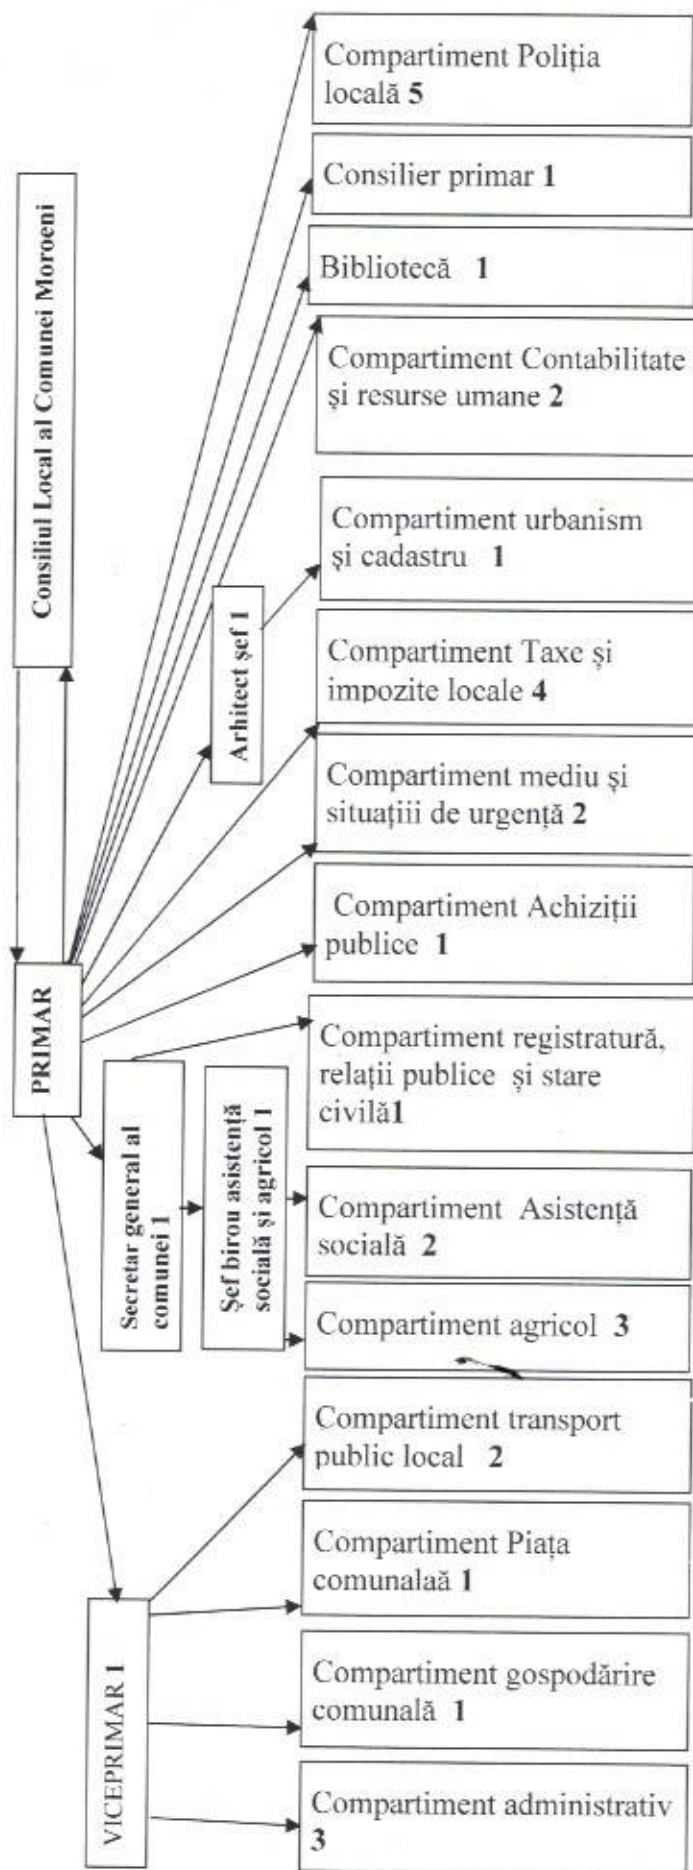 Consiliul Local al Comunei Moroeni
PRIMAR
Arhitect șef 1
Secretar general al
comunei 1
Șef birou asistență
socială și agricol 1
VICEPRIMAR 1
Compartiment Poliția
locală 5
Consilier primar 1
Bibliotecă 1
Compartiment Contabilitate
și resurse umane 2
Compartiment urbanism
și cadastru 1
Compartiment Taxe și
impozite locale 4
Compartiment mediu și
situațiii de urgență 2
Compartiment Achiziții
publice 1
Compartiment registratură,
relații publice și stare
civilă1
Compartiment Asistență
socială 2
Compartiment agricol 3
Compartiment transport
public local 2
Compartiment Piața
comunalaă 1
Compartiment gospodărire
comunală 1
Compartiment administrativ
3